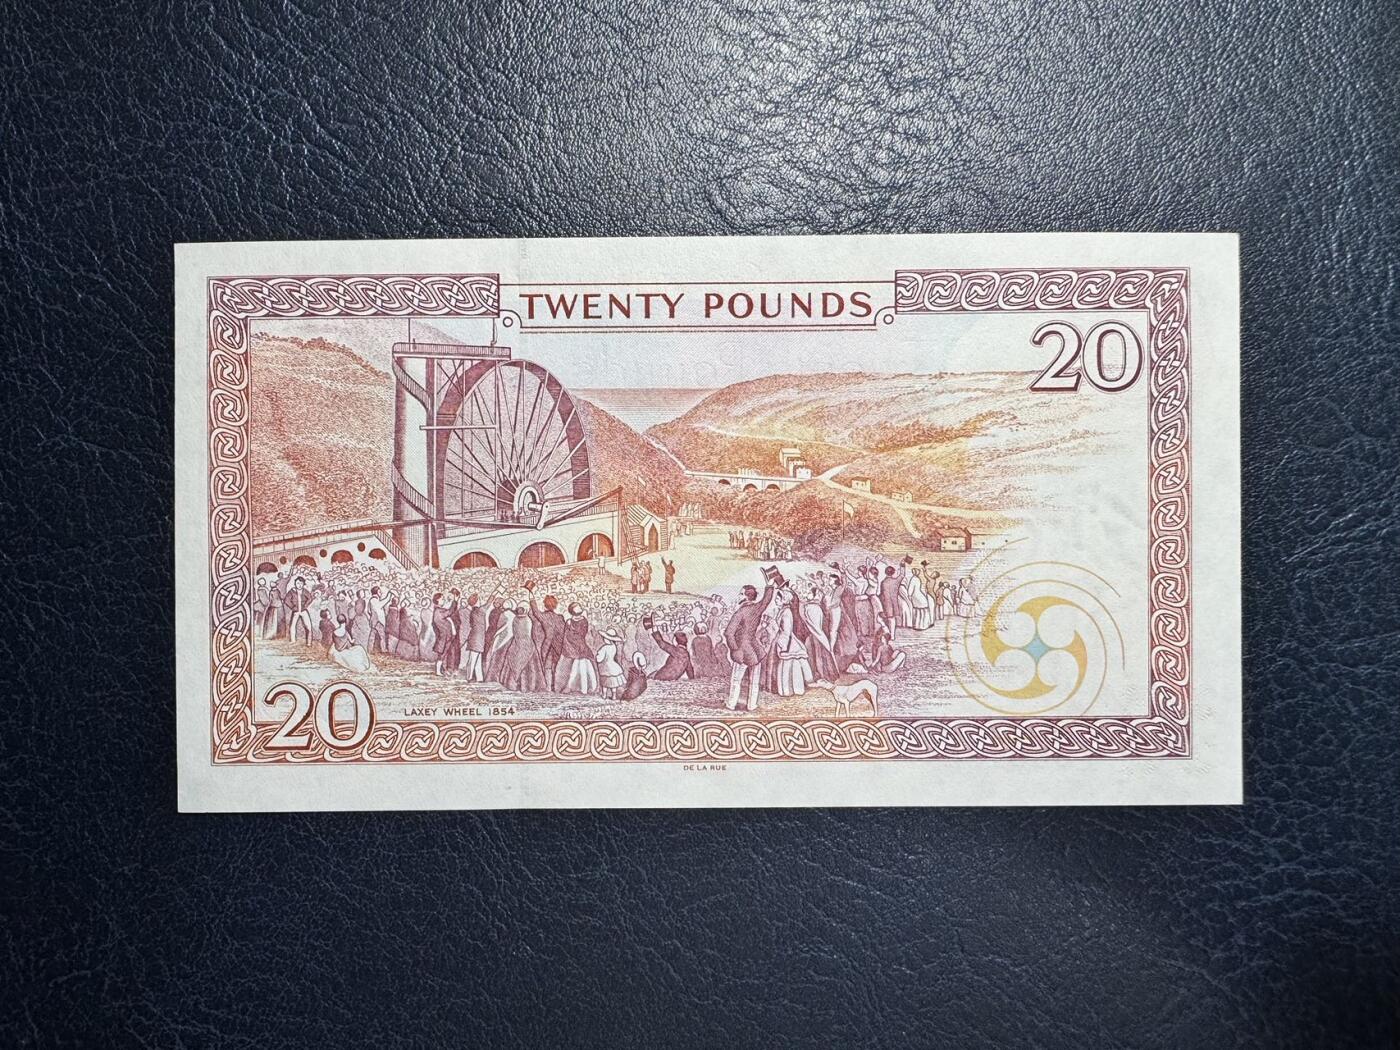 TWENTY POUNDS
20
20
LAXEY WHEEL 1854
DE LA RUE